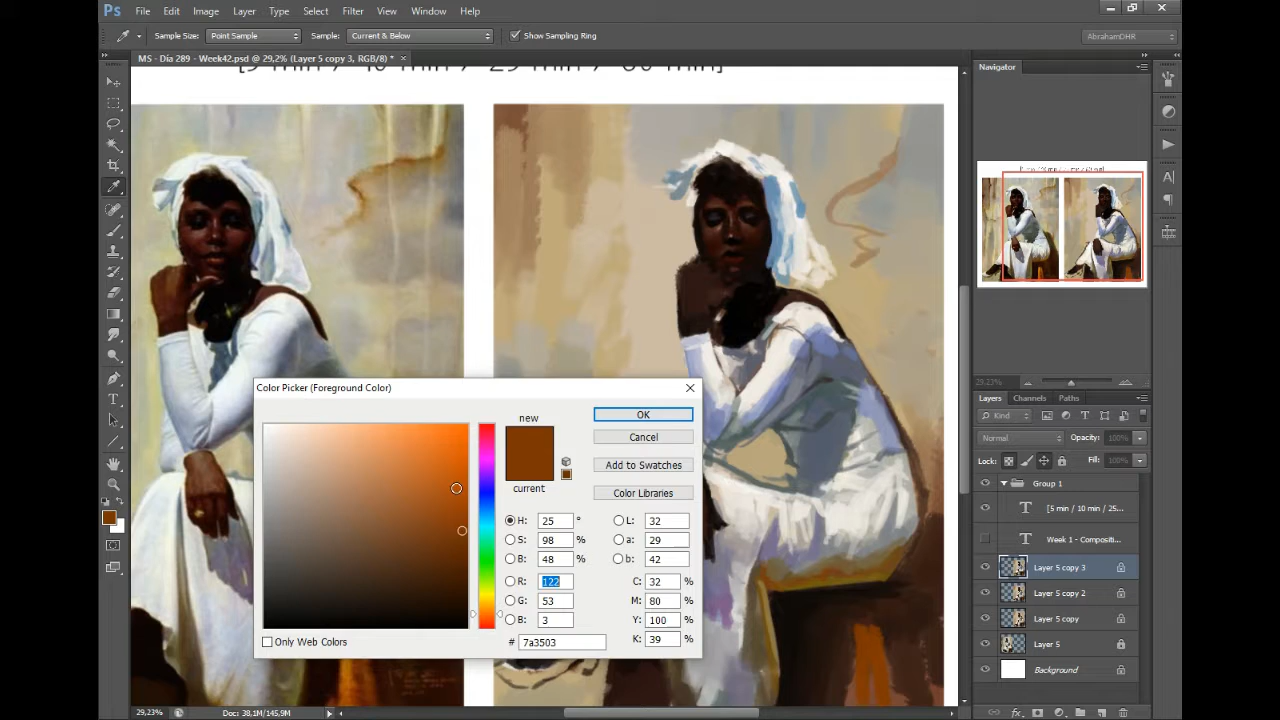 Ps File Edit Image Layer Type Select Filter View Window Help
Sample Size: Point Sample Sample: Current & Below Show Sampling Ring AbrahamDHR
MS - Día 289 - Week42.psd @ 29,2% (Layer 5 copy 3, RGB/8) *
Navigator
29.23%
Layers Channels Paths
Kind
Normal Opacity: 100%
Lock: Fill: 100%
Group 1
T [5 min / 10 min / 25...
T Week 1 - Compositi...
Layer 5 copy 3
Layer 5 copy 2
Layer 5 copy
Layer 5
Background
fx
Color Picker (Foreground Color)
new
current
OK
Cancel
Add to Swatches
Color Libraries
H: 25 ° L: 32
S: 98 % a: 29
B: 48 % b: 42
R: 122 C: 32 %
G: 53 M: 80 %
B: 3 Y: 100 %
# 7a3503 K: 39 %
Only Web Colors
29,23% Doc: 38,1M/145,9M